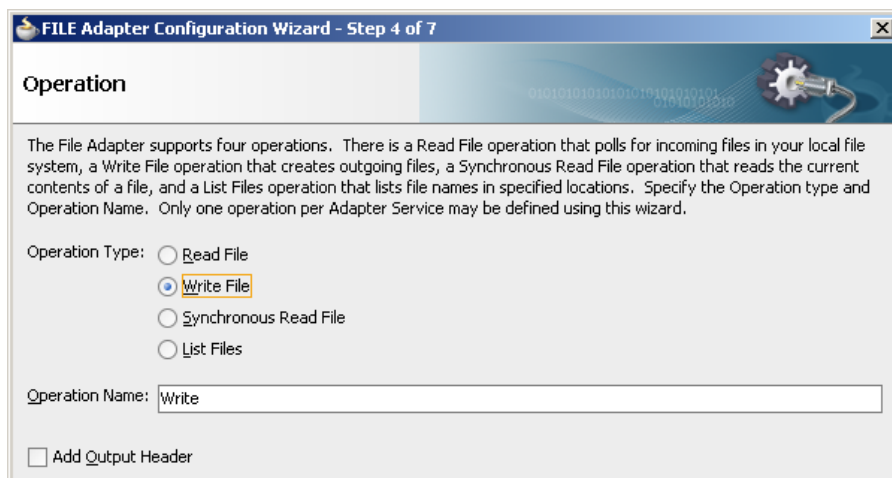 FILE Adapter Configuration Wizard - Step 4 of 7
Operation
The File Adapter supports four operations. There is a Read File operation that polls for incoming files in your local file
system, a Write File operation that creates outgoing files, a Synchronous Read File operation that reads the current
contents of a file, and a List Files operation that lists file names in specified locations. Specify the Operation type and
Operation Name. Only one operation per Adapter Service may be defined using this wizard.
Operation Type: Read File
Write File
Synchronous Read File
List Files
Operation Name: Write
Add Output Header